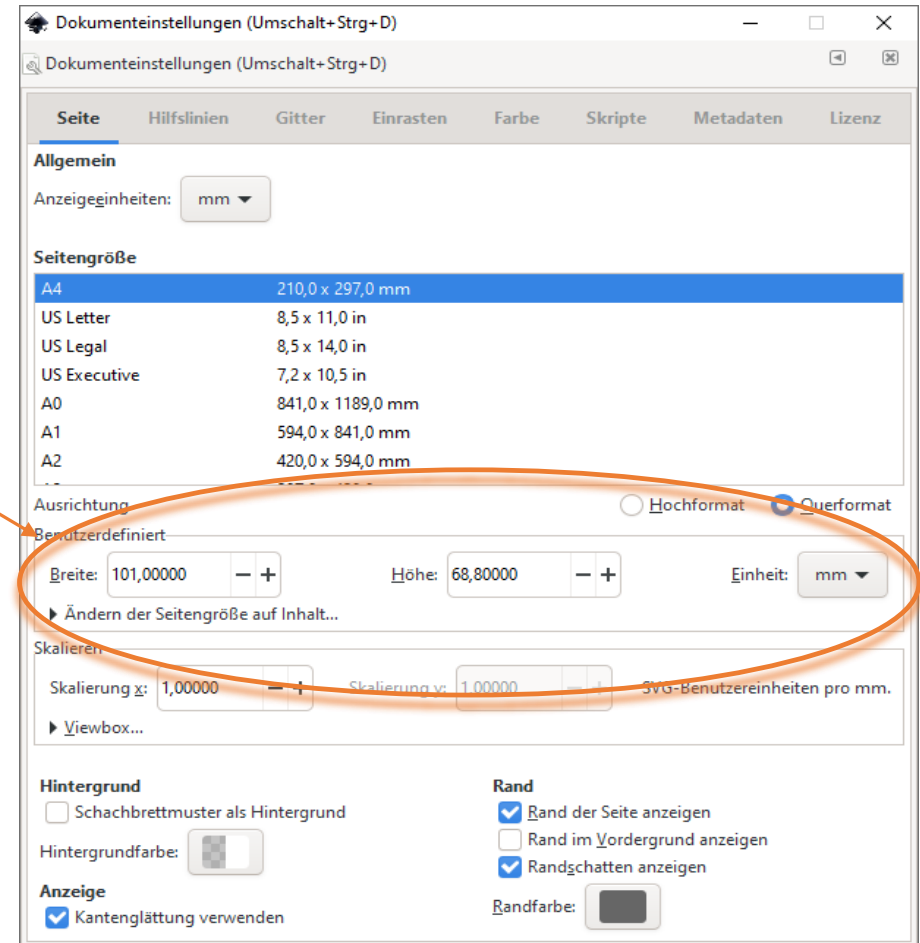 Dokumenteinstellungen (Umschalt+Strg+D)
Dokumenteinstellungen (Umschalt+Strg+D)
Seite Hilfslinien Gitter Einrasten Farbe Skripte Metadaten Lizenz
Allgemein
Anzeigeeinheiten: mm
Seitengröße
A4 210,0 x 297,0 mm
US Letter 8,5 x 11,0 in
US Legal 8,5 x 14,0 in
US Executive 7,2 x 10,5 in
A0 841,0 x 1189,0 mm
A1 594,0 x 841,0 mm
A2 420,0 x 594,0 mm
Ausrichtung Hochformat Querformat
Benutzerdefiniert
Breite: 101,00000 − + Höhe: 68,80000 − + Einheit: mm
Ändern der Seitengröße auf Inhalt...
Skalieren
Skalierung x: 1,00000 − + Skalierung y: 1,00000 − + SVG-Benutzereinheiten pro mm.
Viewbox...
Hintergrund Rand
Schachbrettmuster als Hintergrund Rand der Seite anzeigen
Rand im Vordergrund anzeigen
Hintergrundfarbe: Randschatten anzeigen
Anzeige
Kantenglättung verwenden Randfarbe: